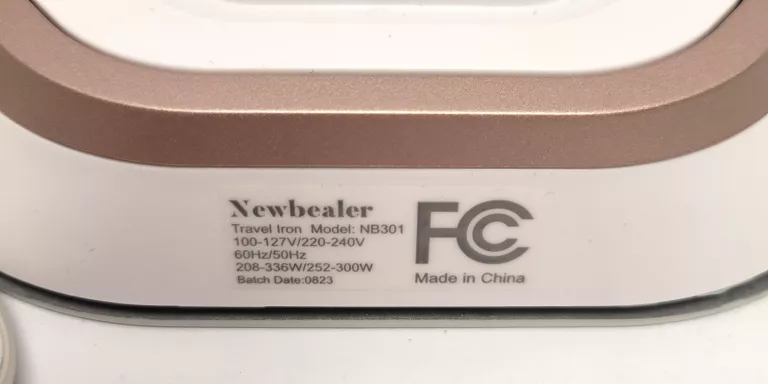 Newbealer
Travel Iron Model: NB301
100-127V/220-240V
60Hz/50Hz
208-336W/252-300W
Batch Date:0823
FC
Made in China